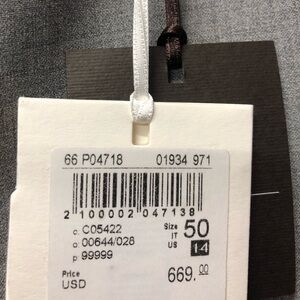 66 P04718 01934 971
2 100002 047138
c. C05422
o. 00644/028
p. 99999
Size IT 50
US 14
Price USD 669.00